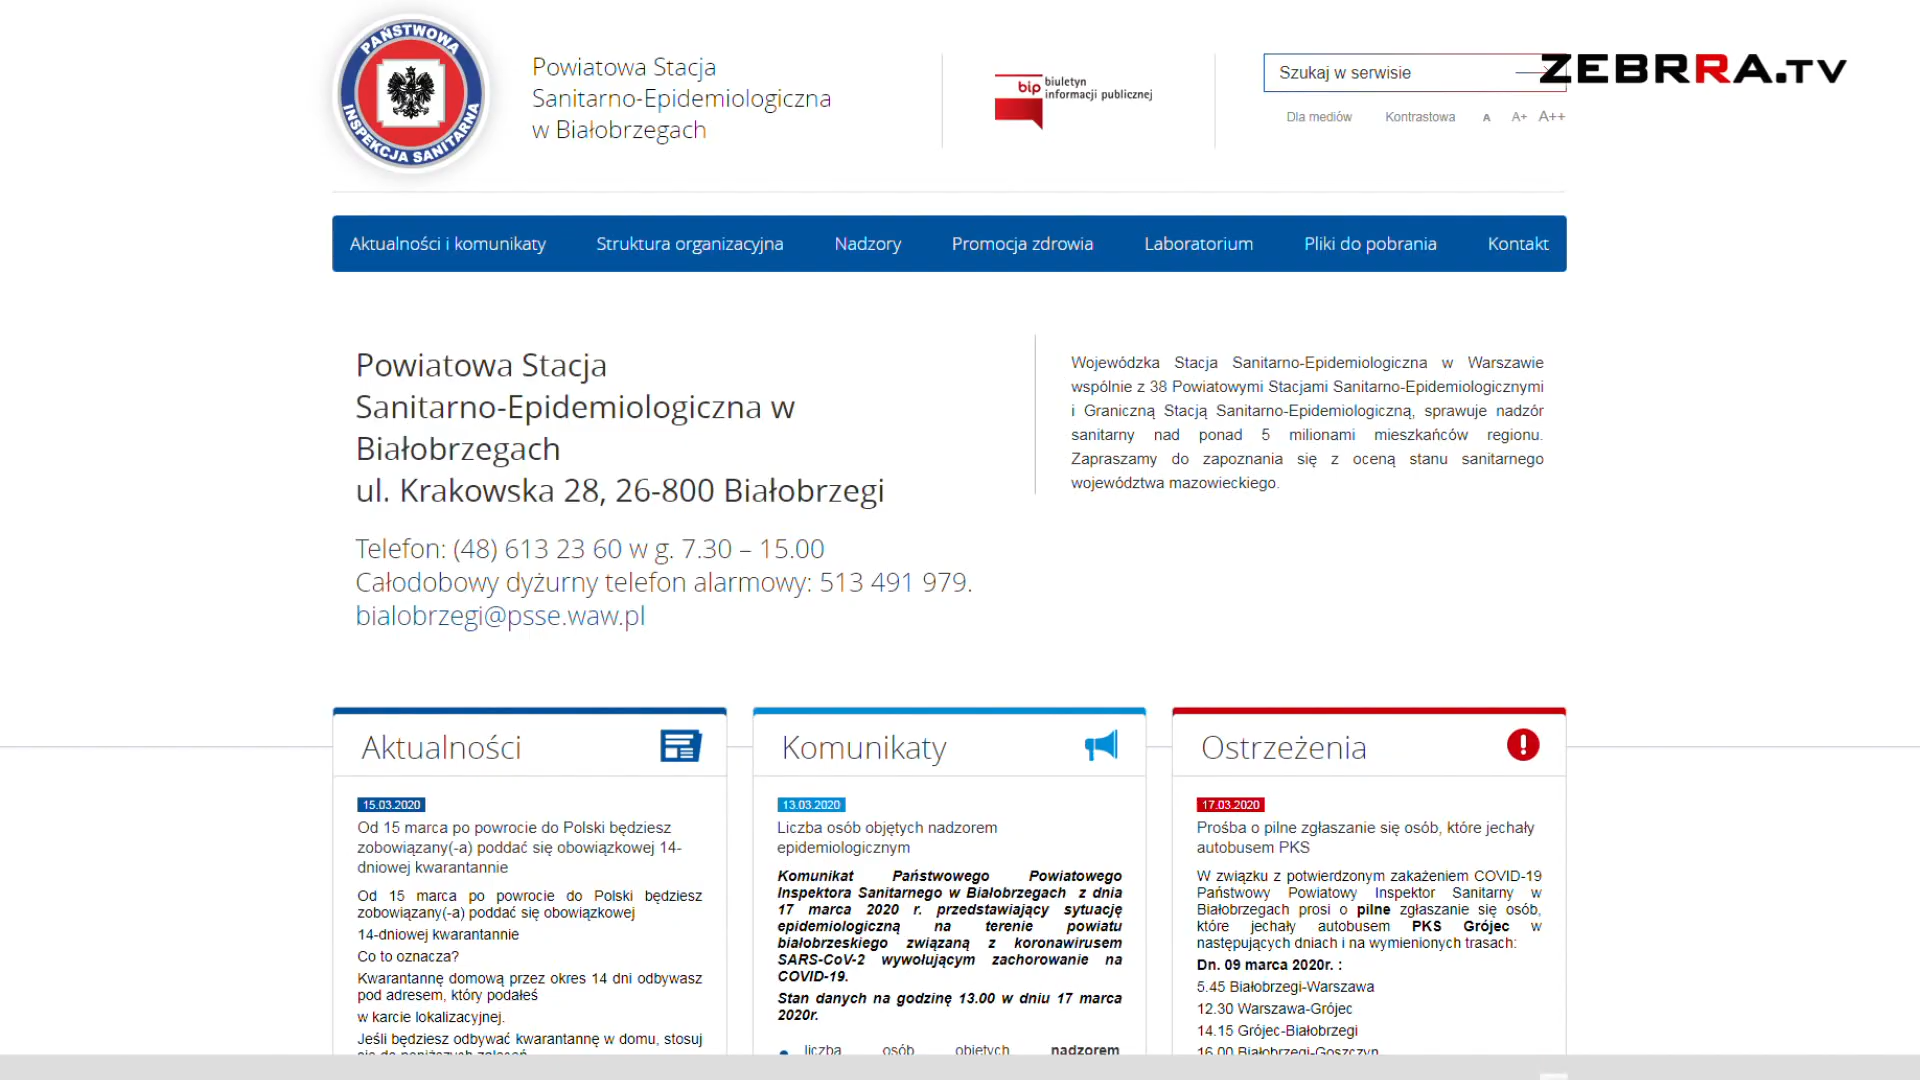 PAŃSTWOWA
INSPEKCJA SANITARNA
Powiatowa Stacja
Sanitarno-Epidemiologiczna
w Białobrzegach
bip
biuletyn
informacji publicznej
Szukaj w serwisie
ZEBRRA.TV
Dla mediów
Kontrastowa
A
A+
A++
Aktualności i komunikaty
Struktura organizacyjna
Nadzory
Promocja zdrowia
Laboratorium
Pliki do pobrania
Kontakt
Powiatowa Stacja
Sanitarno-Epidemiologiczna w
Białobrzegach
ul. Krakowska 28, 26-800 Białobrzegi
Telefon: (48) 613 23 60 w g. 7.30 – 15.00
Całodobowy dyżurny telefon alarmowy: 513 491 979.
bialobrzegi@psse.waw.pl
Wojewódzka Stacja Sanitarno-Epidemiologiczna w Warszawie
wspólnie z 38 Powiatowymi Stacjami Sanitarno-Epidemiologicznymi
i Graniczną Stacją Sanitarno-Epidemiologiczną, sprawuje nadzór
sanitarny nad ponad 5 milionami mieszkańców regionu.
Zapraszamy do zapoznania się z oceną stanu sanitarnego
województwa mazowieckiego.
Aktualności
15.03.2020
Od 15 marca po powrocie do Polski będziesz
zobowiązany(-a) poddać się obowiązkowej 14-
dniowej kwarantannie
Od 15 marca po powrocie do Polski będziesz
zobowiązany(-a) poddać się obowiązkowej
14-dniowej kwarantannie
Co to oznacza?
Kwarantannę domową przez okres 14 dni odbywasz
pod adresem, który podałeś
w karcie lokalizacyjnej.
Jeśli będziesz odbywać kwarantannę w domu, stosuj
się do poniższych zaleceń
Komunikaty
13.03.2020
Liczba osób objętych nadzorem
epidemiologicznym
Komunikat Państwowego Powiatowego
Inspektora Sanitarnego w Białobrzegach z dnia
17 marca 2020 r. przedstawiający sytuację
epidemiologiczną na terenie powiatu
białobrzeskiego związaną z koronawirusem
SARS-CoV-2 wywołującym zachorowanie na
COVID-19.
Stan danych na godzinę 13.00 w dniu 17 marca
2020r.
liczba osób objętych nadzorem
Ostrzeżenia
17.03.2020
Prośba o pilne zgłaszanie się osób, które jechały
autobusem PKS
W związku z potwierdzonym zakażeniem COVID-19
Państwowy Powiatowy Inspektor Sanitarny w
Białobrzegach prosi o pilne zgłaszanie się osób,
które jechały autobusem PKS Grójec w
następujących dniach i na wymienionych trasach:
Dn. 09 marca 2020r. :
5.45 Białobrzegi-Warszawa
12.30 Warszawa-Grójec
14.15 Grójec-Białobrzegi
16.00 Białobrzegi-Goszczyn